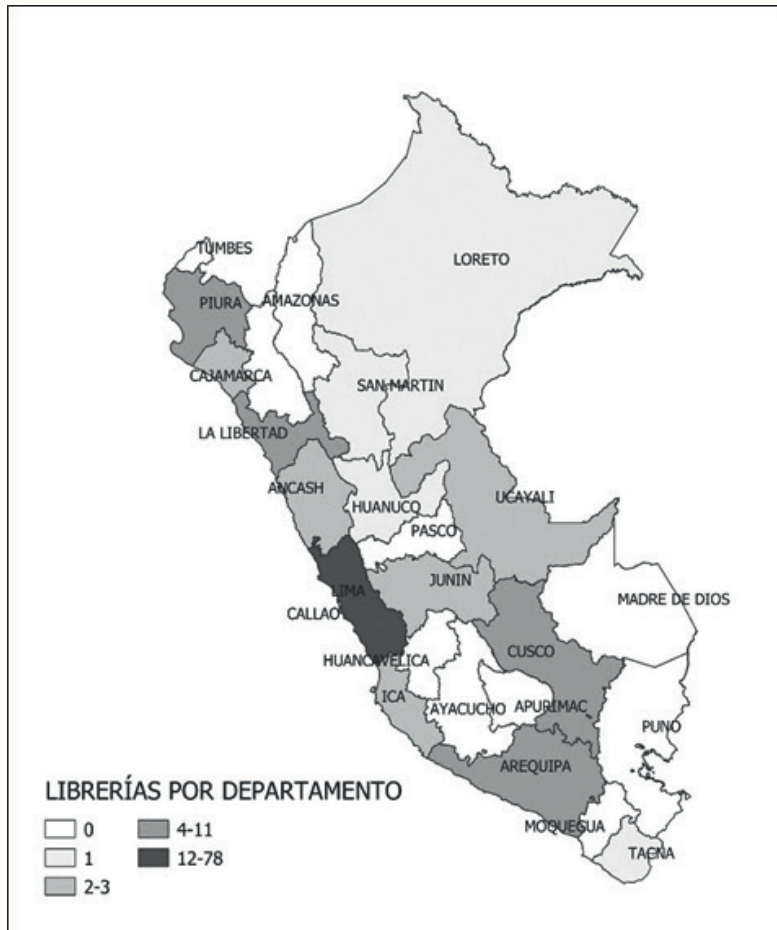 TUMBES
LORETO
PIURA
AMAZONAS
CAJAMARCA
SAN MARTIN
LA LIBERTAD
ANCASH
UCAYALI
HUANUCO
PASCO
JUNIN
LIMA
MADRE DE DIOS
CALLAO
CUSCO
HUANCAVELICA
ICA
AYACUCHO
APURIMAC
PUNO
AREQUIPA
MOQUEGUA
TACNA
LIBRERÍAS POR DEPARTAMENTO
0
1
2-3
4-11
12-78